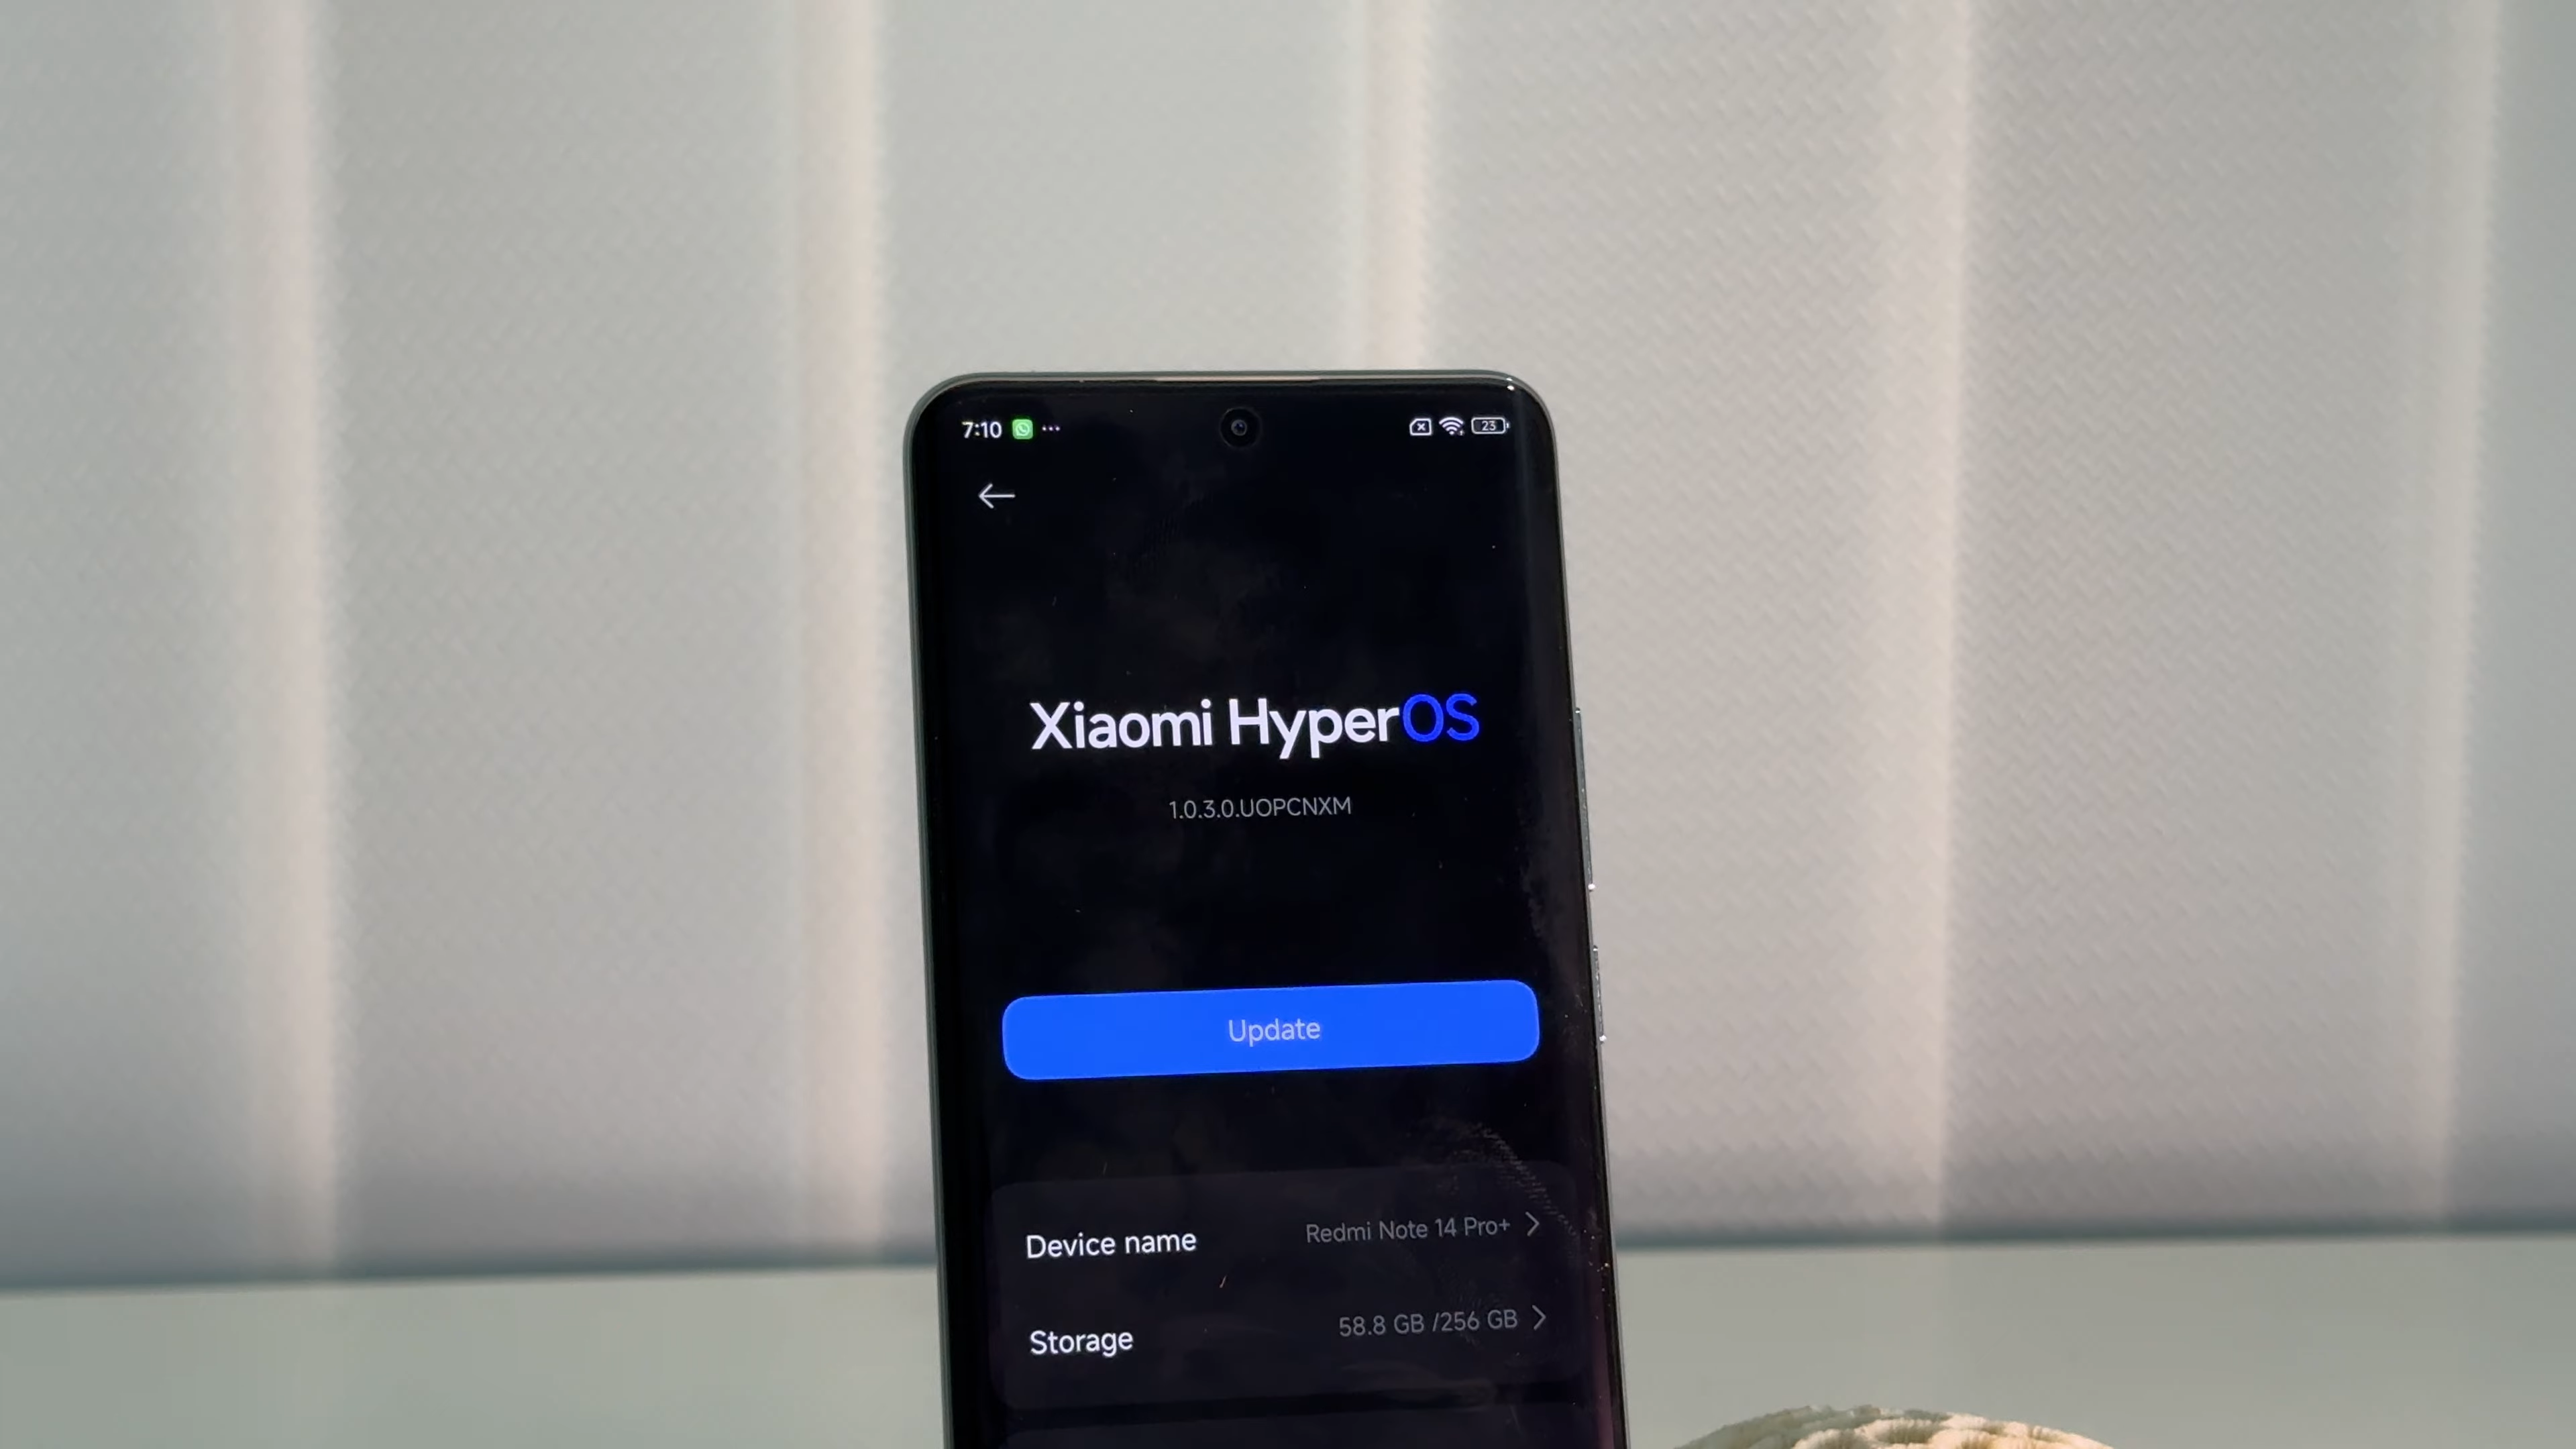 7:10
23
Xiaomi HyperOS
1.0.3.0.UOPCNXM
Update
Device name Redmi Note 14 Pro+
Storage 58.8 GB /256 GB